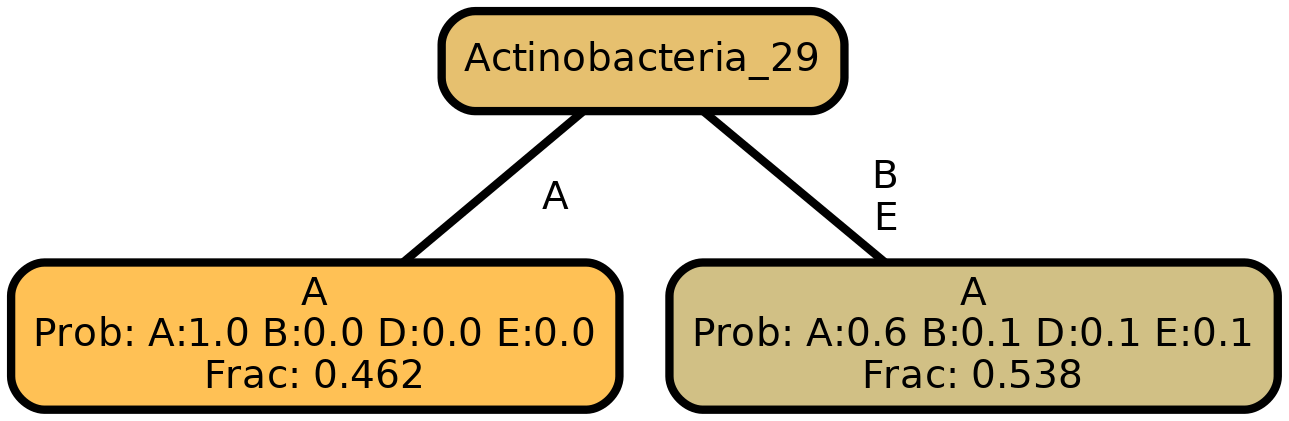 Actinobacteria_29
A
B
E
A
Prob: A:1.0 B:0.0 D:0.0 E:0.0
Frac: 0.462
A
Prob: A:0.6 B:0.1 D:0.1 E:0.1
Frac: 0.538